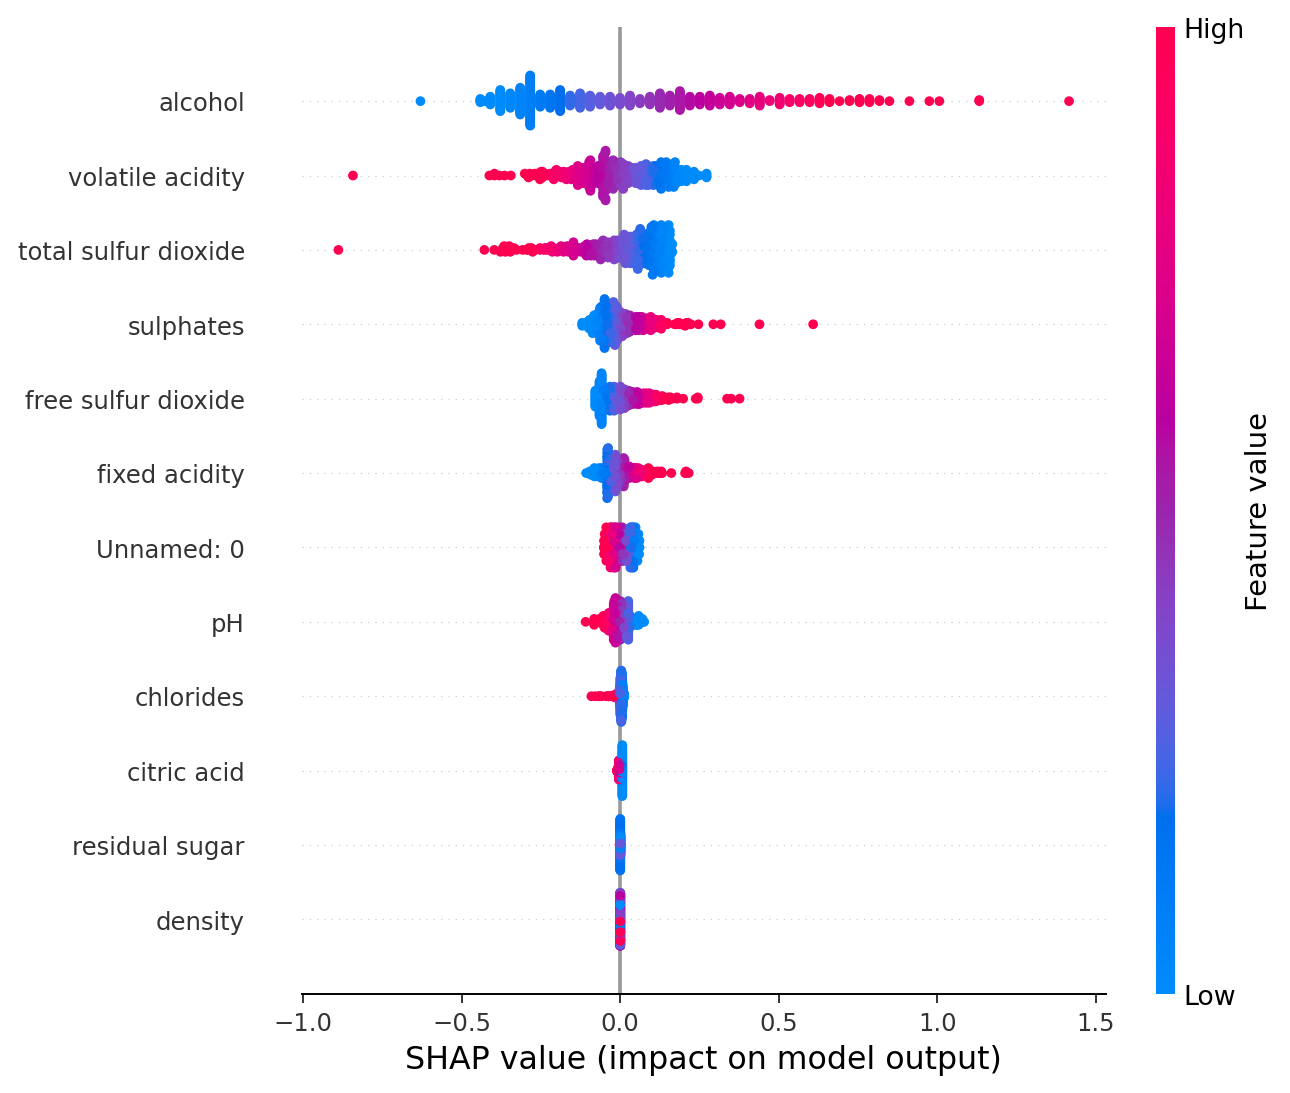 High
alcohol
volatile acidity
total sulfur dioxide
sulphates
free sulfur dioxide
fixed acidity
Unnamed: 0
pH
chlorides
citric acid
residual sugar
density
Feature value
Low
−1.0 −0.5 0.0 0.5 1.0 1.5
SHAP value (impact on model output)